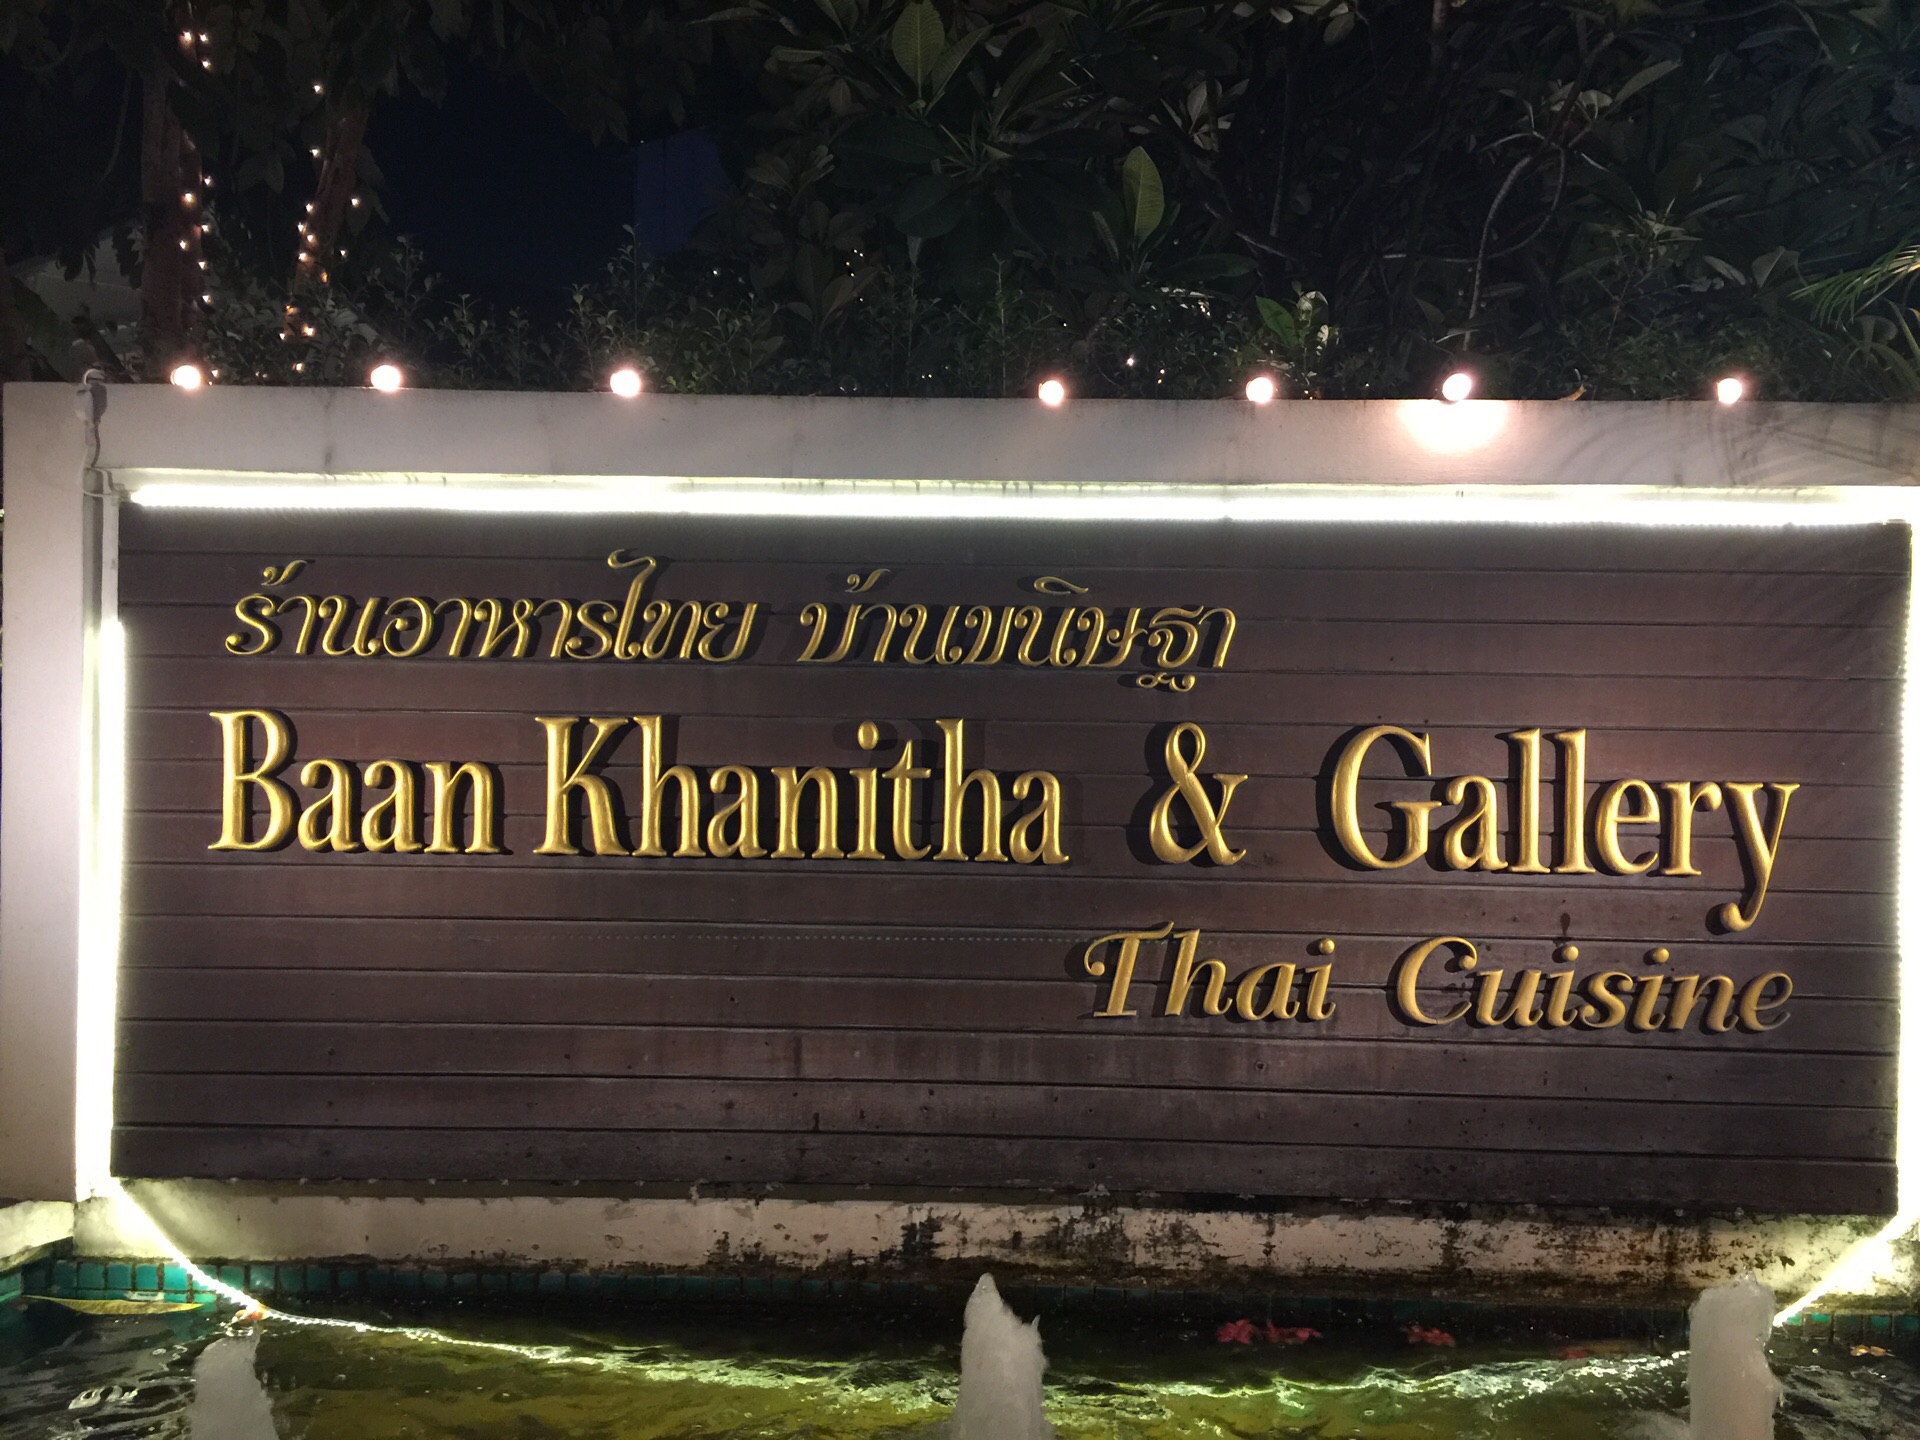 ร้านอาหารไทย บ้านขนิษฐา
Baan Khanitha & Gallery
Thai Cuisine